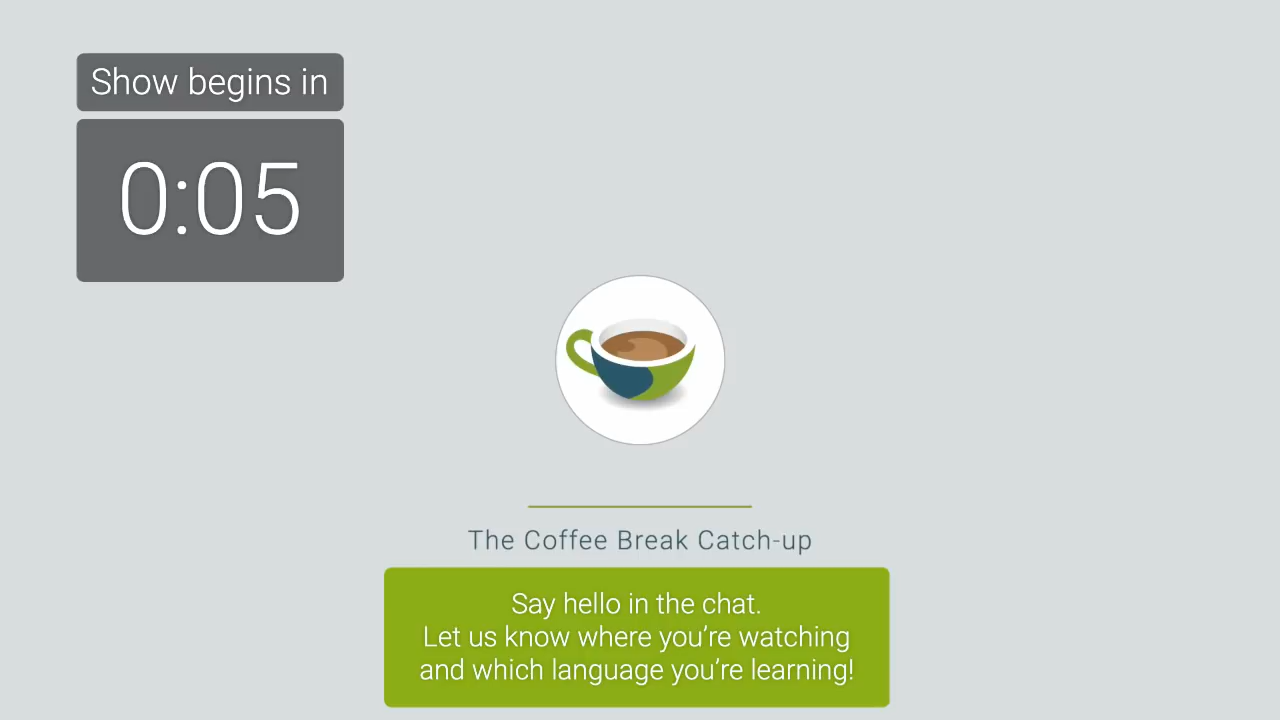 Show begins in
0:05
The Coffee Break Catch-up
Say hello in the chat.
Let us know where you’re watching
and which language you’re learning!